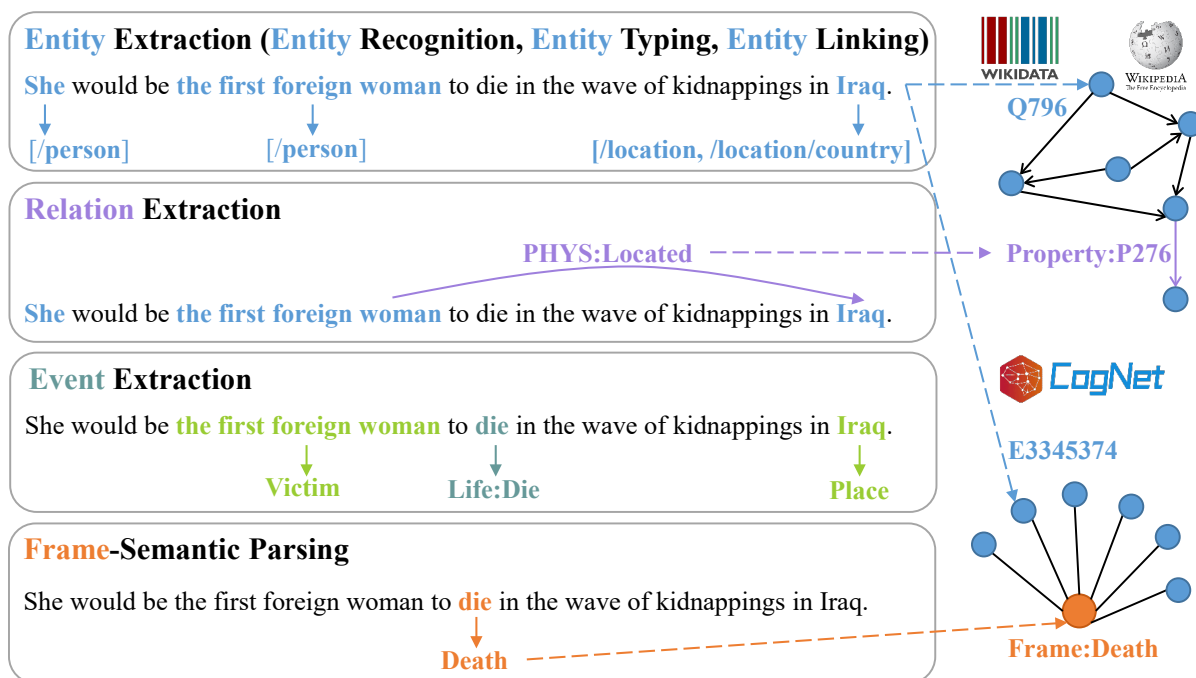 Entity Extraction (Entity Recognition, Entity Typing, Entity Linking)
She would be the first foreign woman to die in the wave of kidnappings in Iraq.
[/person]
[/person]
[/location, /location/country]
WIKIDATA
Ω
W
WIKIPEDIA
The Free Encyclopedia
Q796
Relation Extraction
PHYS:Located
Property:P276
She would be the first foreign woman to die in the wave of kidnappings in Iraq.
Event Extraction
She would be the first foreign woman to die in the wave of kidnappings in Iraq.
Victim
Life:Die
Place
CogNet
E3345374
Frame-Semantic Parsing
She would be the first foreign woman to die in the wave of kidnappings in Iraq.
Death
Frame:Death